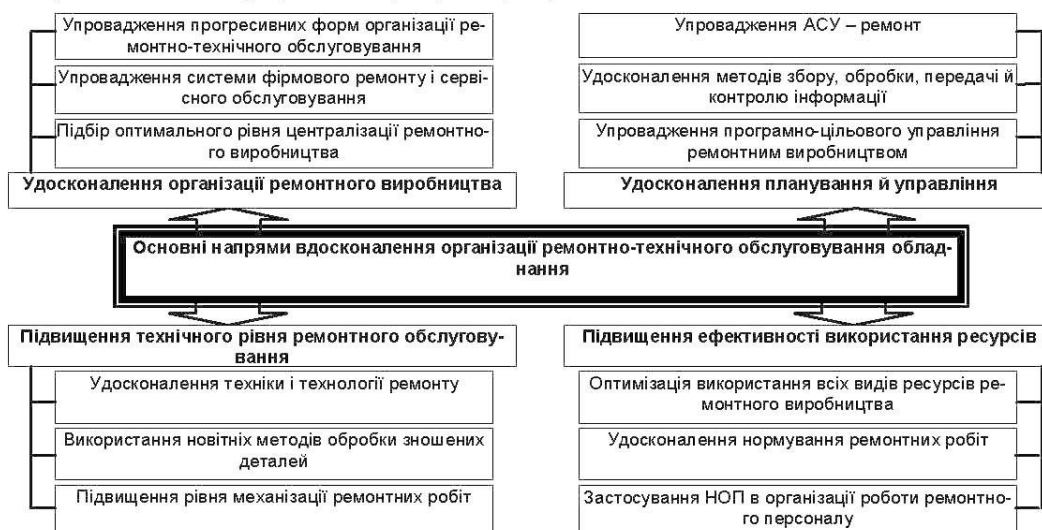 Упровадження прогресивних форм організації ре-
монтно-технічного обслуговування
Упровадження системи фірмового ремонту і серві-
сного обслуговування
Підбір оптимального рівня централізації ремонтно-
го виробництва
Удосконалення організації ремонтного виробництва
Упровадження АСУ – ремонт
Удосконалення методів збору, обробки, передачі й
контролю інформації
Упровадження програмно-цільового управління
ремонтним виробництвом
Удосконалення планування й управління
Основні напрями вдосконалення організації ремонтно-технічного обслуговування облад-
нання
Підвищення технічного рівня ремонтного обслугову-
вання
Удосконалення техніки і технології ремонту
Використання новітніх методів обробки зношених
деталей
Підвищення рівня механізації ремонтних робіт
Підвищення ефективності використання ресурсів
Оптимізація використання всіх видів ресурсів ре-
монтного виробництва
Удосконалення нормування ремонтних робіт
Застосування НОП в організації роботи ремонтно-
го персоналу